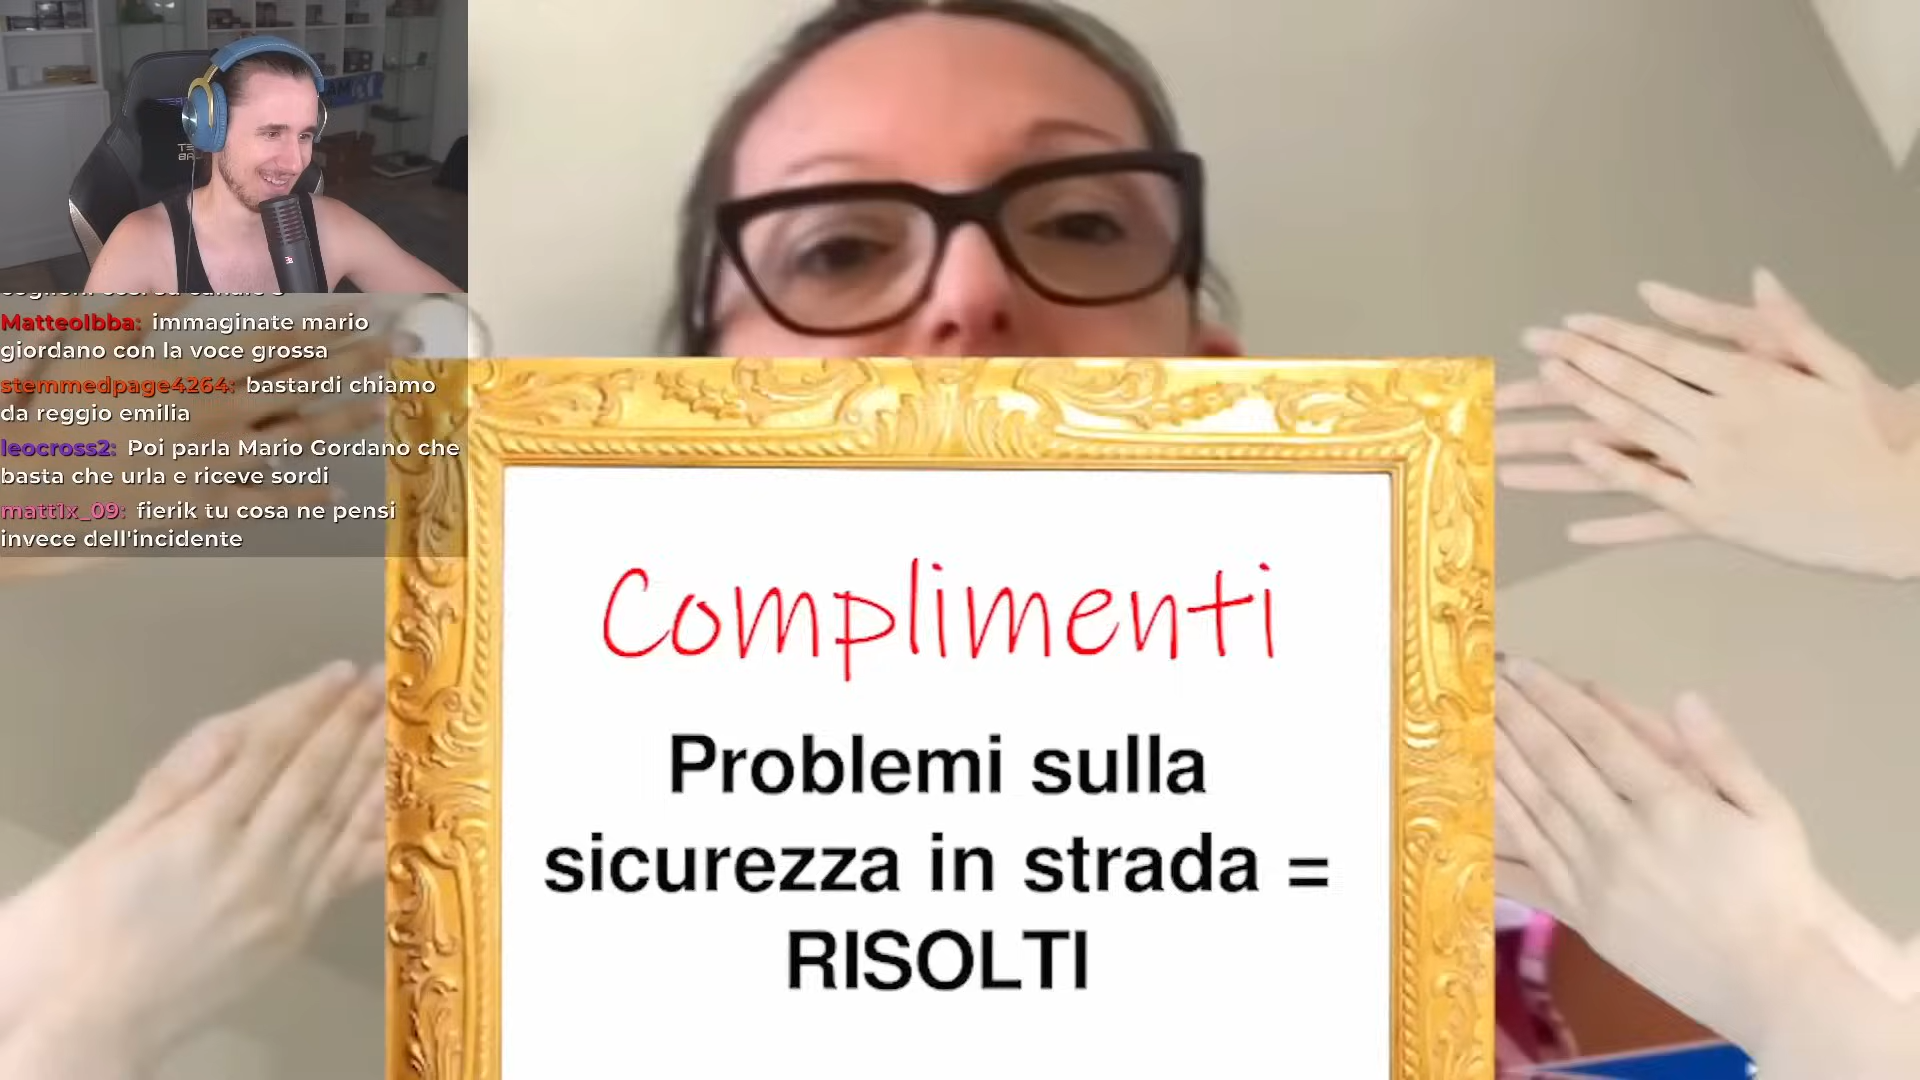 MatteoIbba: immaginate mario
giordano con la voce grossa
stemmedpage4264: bastardi chiamo
da reggio emilia
leocross2: Poi parla Mario Gordano che
basta che urla e riceve sordi
matt1x_09: fierik tu cosa ne pensi
invece dell'incidente
Complimenti
Problemi sulla
sicurezza in strada =
RISOLTI